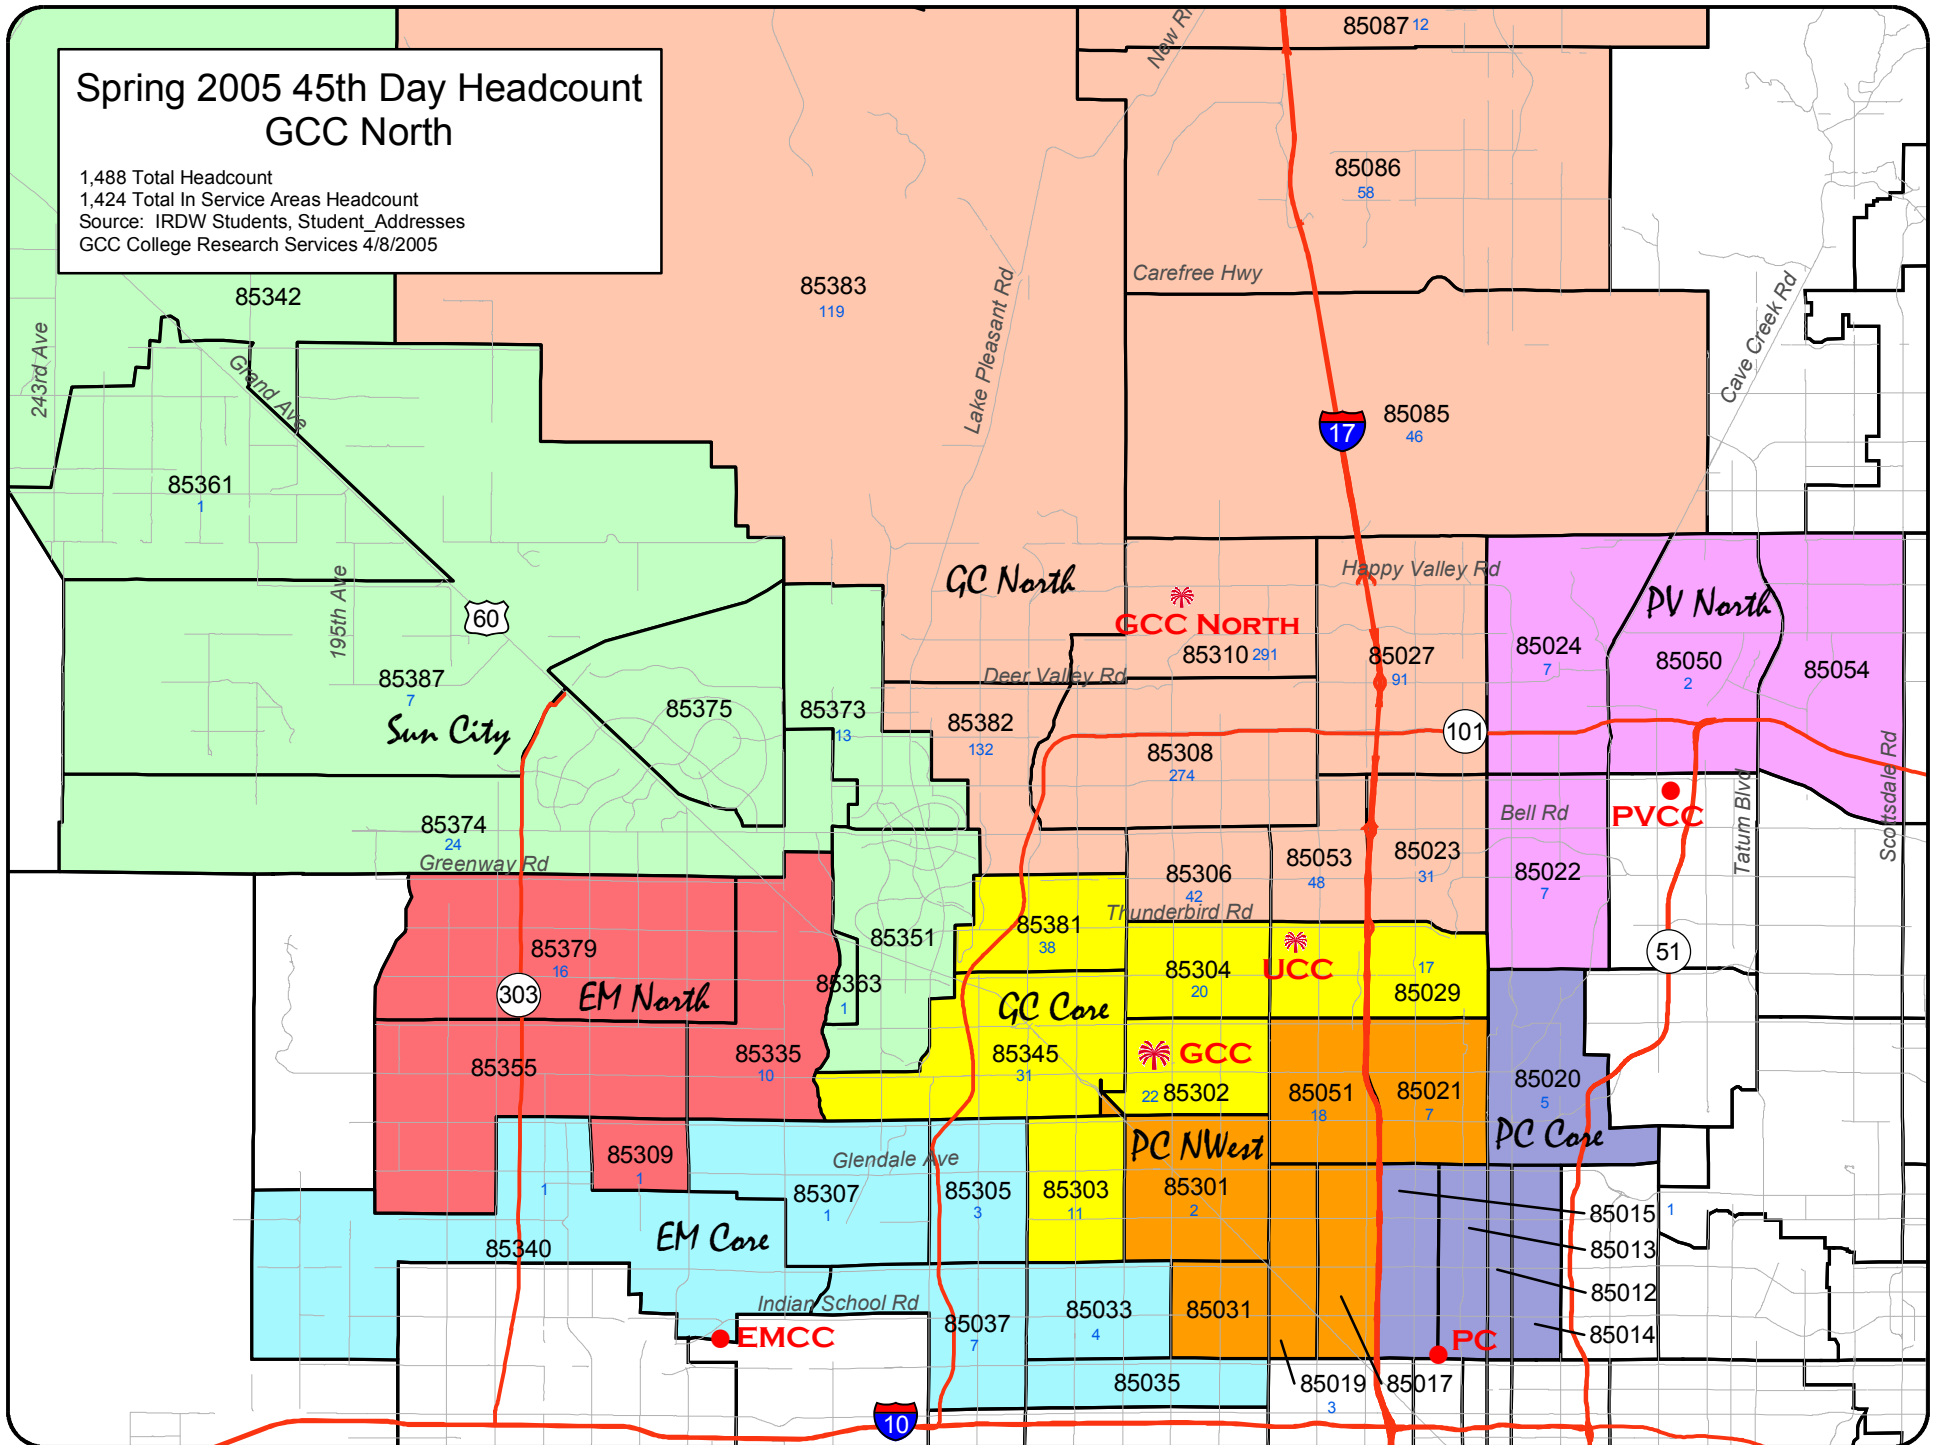 Spring 2005 45th Day Headcount
GCC North
1,488 Total Headcount
1,424 Total In Service Areas Headcount
Source:  IRDW Students, Student_Addresses
GCC College Research Services 4/8/2005
85087 12
New
85086
58
Carefree Hwy
85342
85383
119
Lake Pleasant Rd
Cave Creek Rd
243rd Ave
Grand Ave
17
85085
46
85361
1
195th Ave
60
GC North
Happy Valley Rd
GCC NORTH
85310 291
Deer Valley Rd
85027
91
PV North
85024
7
85050
2
85054
85387
7
Sun City
85375
85373
13
85382
132
85308
274
101
Bell Rd
PVCC
Tatum Blvd
Scottsdale Rd
85374
24
Greenway Rd
85306
42
85053
48
85023
31
85022
7
Thunderbird Rd
85379
16
303
EM North
85351
85363
1
85381
38
GC Core
85304
20
UCC
17
85029
51
85355
85335
10
85345
31
GCC
22 85302
85051
18
85021
7
85020
5
PC Core
85309
1
1
Glendale Ave
85307
1
85305
3
85303
11
PC NWest
85301
2
85015
1
85013
85012
85014
85340
EM Core
Indian School Rd
EMCC
85037
7
85033
4
85031
PC
85035
85019
3
85017
10